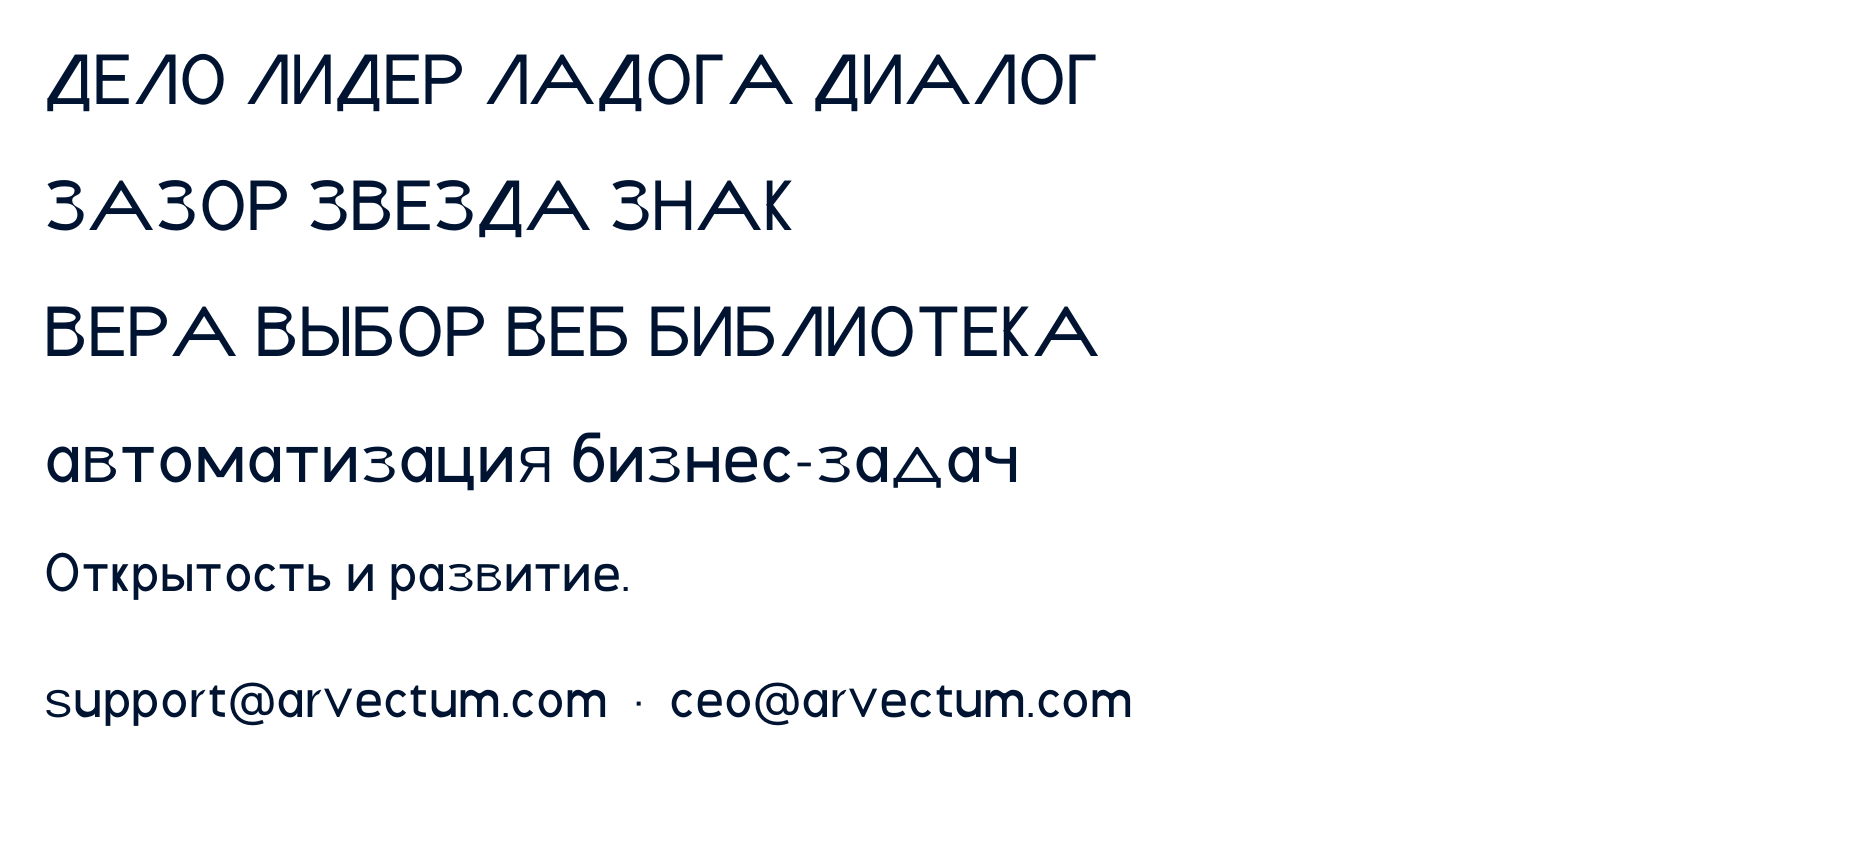 ДЕЛО ЛИДЕР ЛАДОГА ДИАЛОГ
ЗАЗОР ЗВЕЗДА ЗНАК
ВЕРА ВЫБОР ВЕБ БИБЛИОТЕКА
автоматизация бизнес-задач
Открытость и развитие.
support@arvectum.com · ceo@arvectum.com